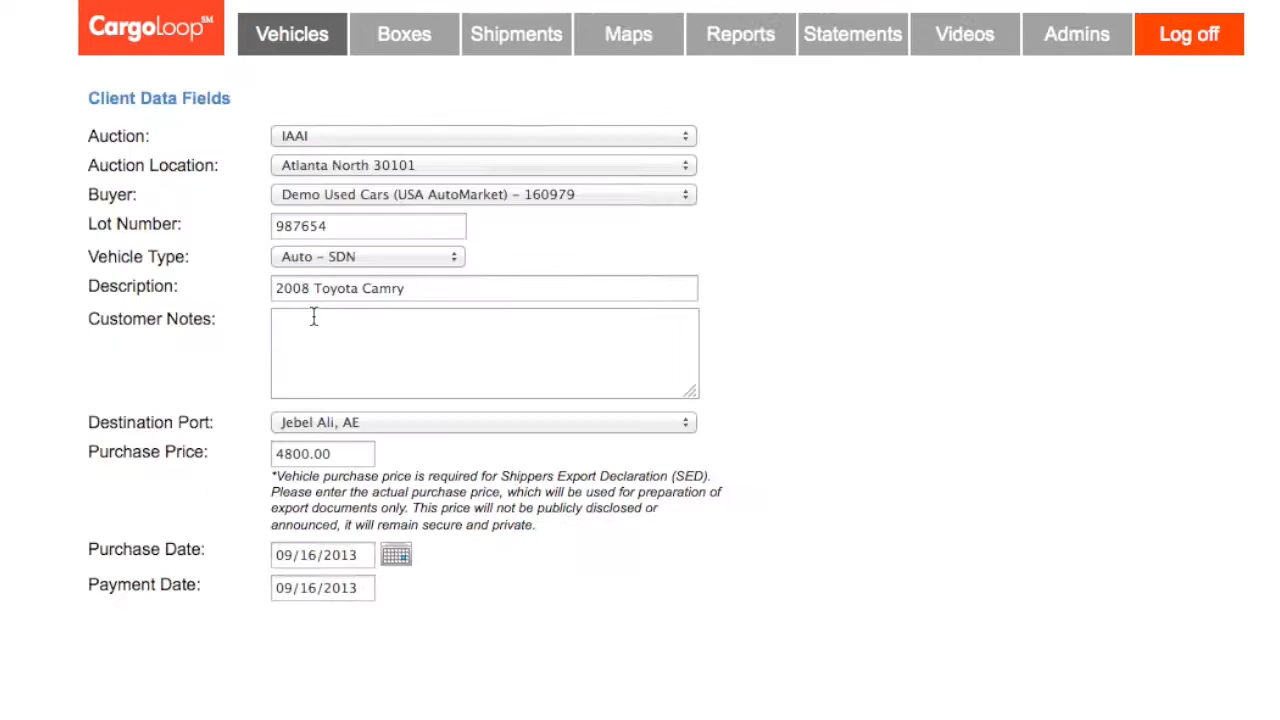 CargoLoop℠ Vehicles Boxes Shipments Maps Reports Statements Videos Admins Log off
Client Data Fields
Auction: IAAI
Auction Location: Atlanta North 30101
Buyer: Demo Used Cars (USA AutoMarket) – 160979
Lot Number: 987654
Vehicle Type: Auto – SDN
Description: 2008 Toyota Camry
Customer Notes:
Destination Port: Jebel Ali, AE
Purchase Price: 4800.00
*Vehicle purchase price is required for Shippers Export Declaration (SED).
Please enter the actual purchase price, which will be used for preparation of
export documents only. This price will not be publicly disclosed or
announced, it will remain secure and private.
Purchase Date: 09/16/2013
Payment Date: 09/16/2013